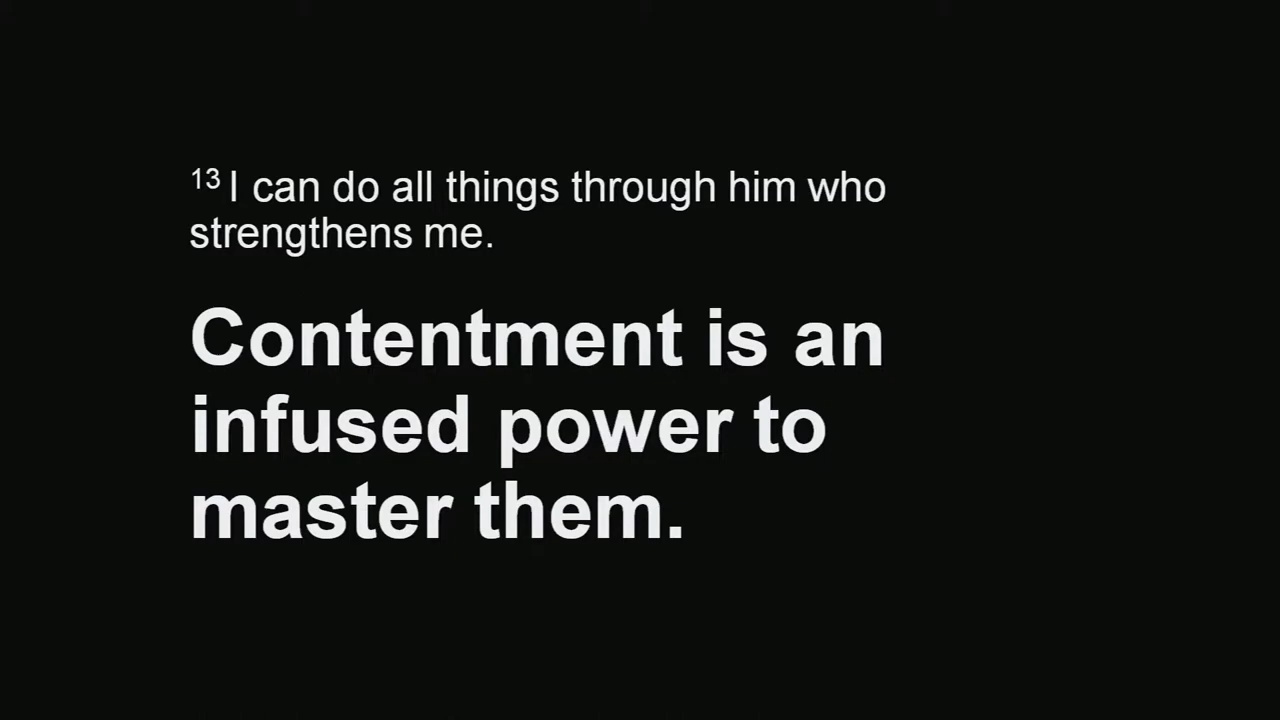 ¹³ I can do all things through him who
strengthens me.
Contentment is an
infused power to
master them.